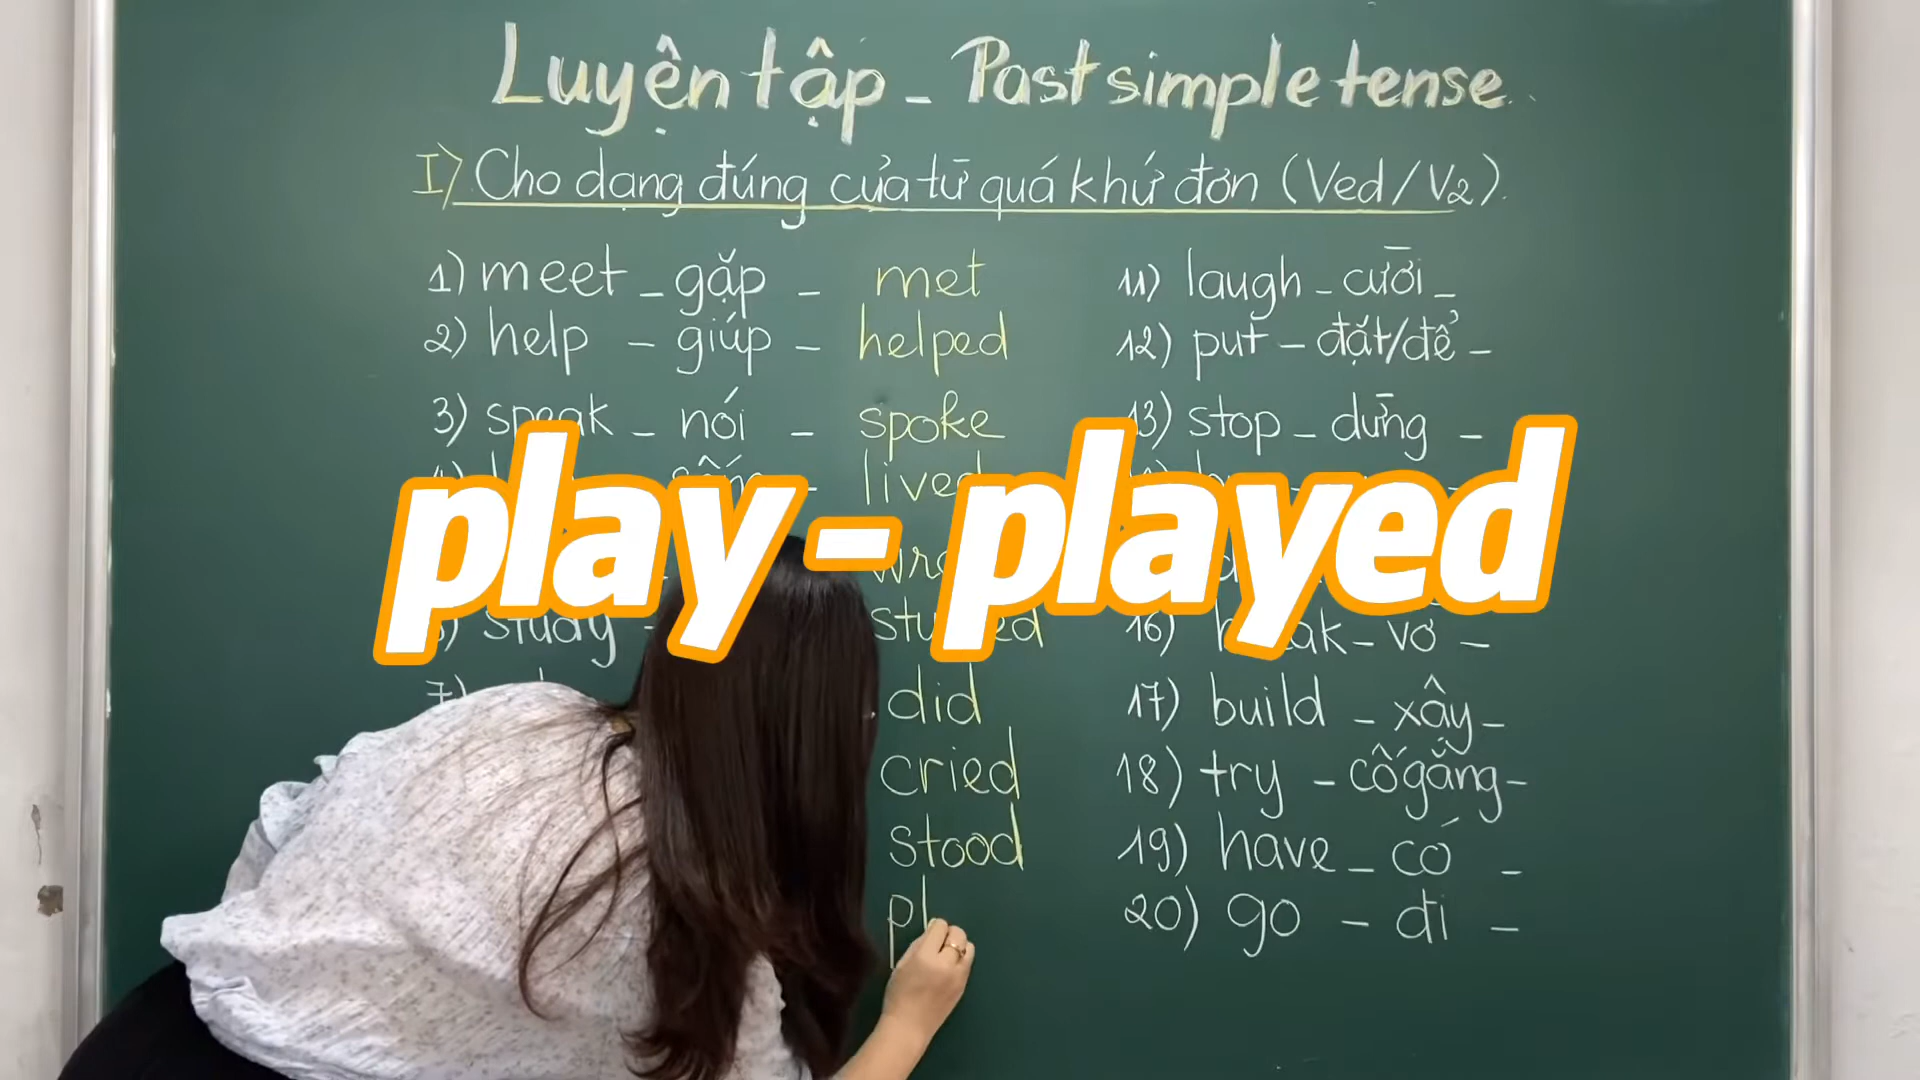 Luyện tập - Past simple tense
I) Cho dạng đúng của từ quá khứ đơn (Ved/V2).
1) meet - gặp - met
2) help - giúp - helped
3) speak - nói - spoke
lived
study
7)
did
cried
stood
pl
11) laugh - cười -
12) put - đặt/để -
13) stop - dừng -
16) - vỡ -
17) build - xây -
18) try - cố gắng -
19) have - có -
20) go - đi -
play - played